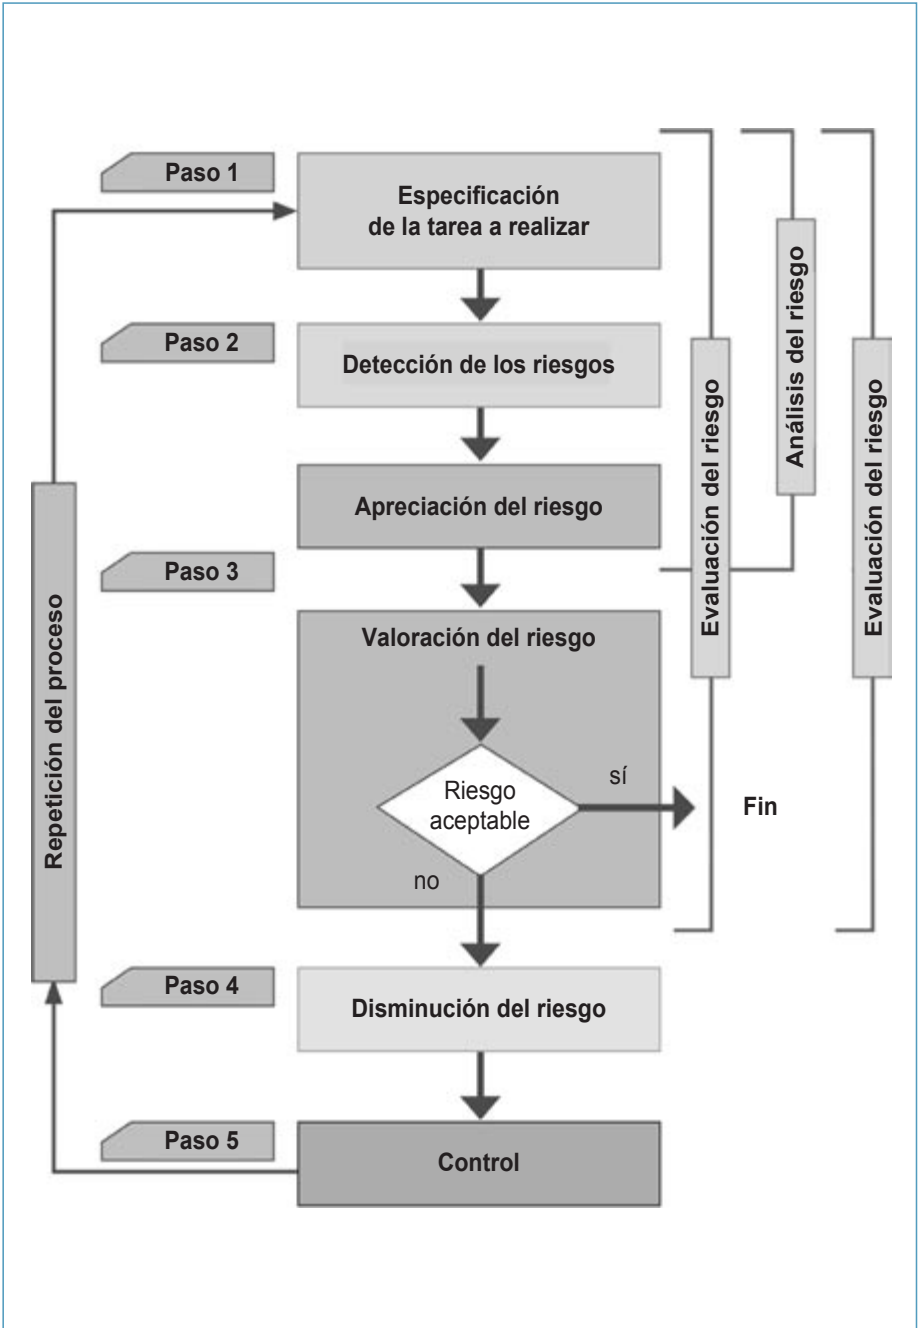 Paso 1
Especificación
de la tarea a realizar
Paso 2
Detección de los riesgos
Apreciación del riesgo
Paso 3
Valoración del riesgo
Riesgo
aceptable
sí
no
Fin
Paso 4
Disminución del riesgo
Paso 5
Control
Repetición del proceso
Evaluación del riesgo
Análisis del riesgo
Evaluación del riesgo